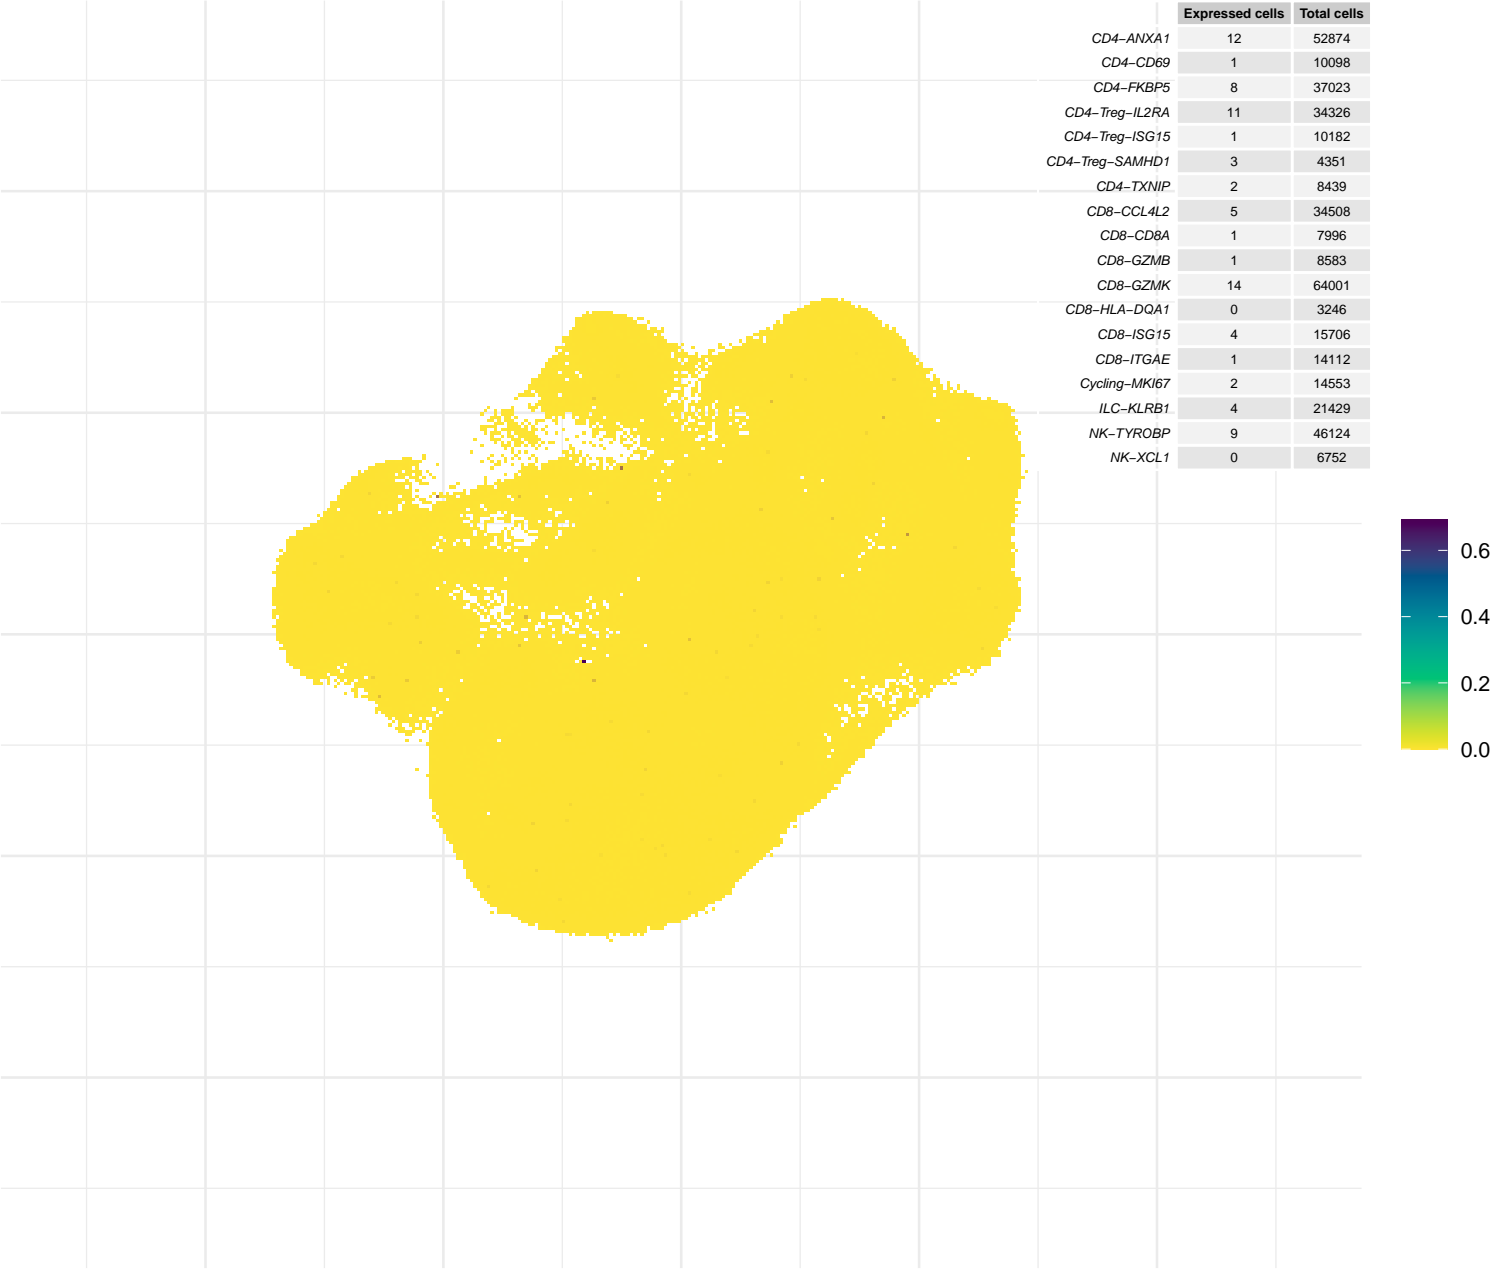 Expressed cells Total cells
CD4−ANXA1 12 52874
CD4−CD69 1 10098
CD4−FKBP5 8 37023
CD4−Treg−IL2RA 11 34326
CD4−Treg−ISG15 1 10182
CD4−Treg−SAMHD1 3 4351
CD4−TXNIP 2 8439
CD8−CCL4L2 5 34508
CD8−CD8A 1 7996
CD8−GZMB 1 8583
CD8−GZMK 14 64001
CD8−HLA−DQA1 0 3246
CD8−ISG15 4 15706
CD8−ITGAE 1 14112
Cycling−MKI67 2 14553
ILC−KLRB1 4 21429
NK−TYROBP 9 46124
NK−XCL1 0 6752
0.6
0.4
0.2
0.0